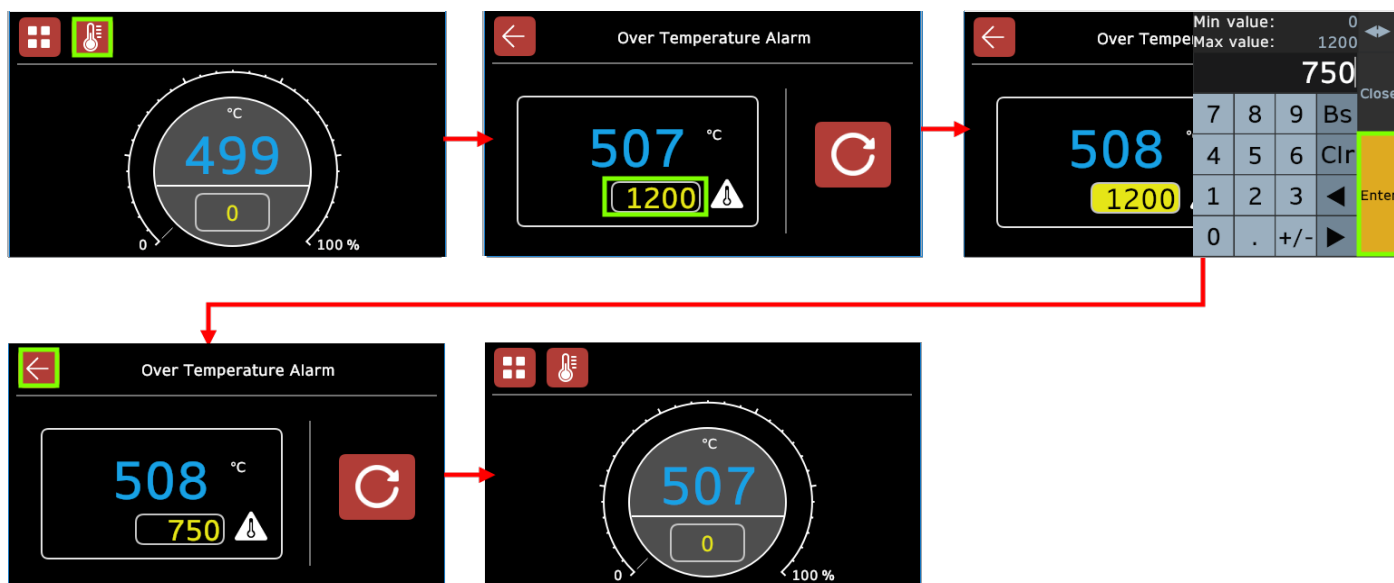 °C
499
0
0
100 %
Over Temperature Alarm
507 °C
1200
Over Tempe
508
1200
Min value: 0
Max value: 1200
750
Close
7 8 9 Bs
4 5 6 Clr
1 2 3
Enter
0 . +/-
Over Temperature Alarm
508 °C
750
°C
507
0
0
100 %